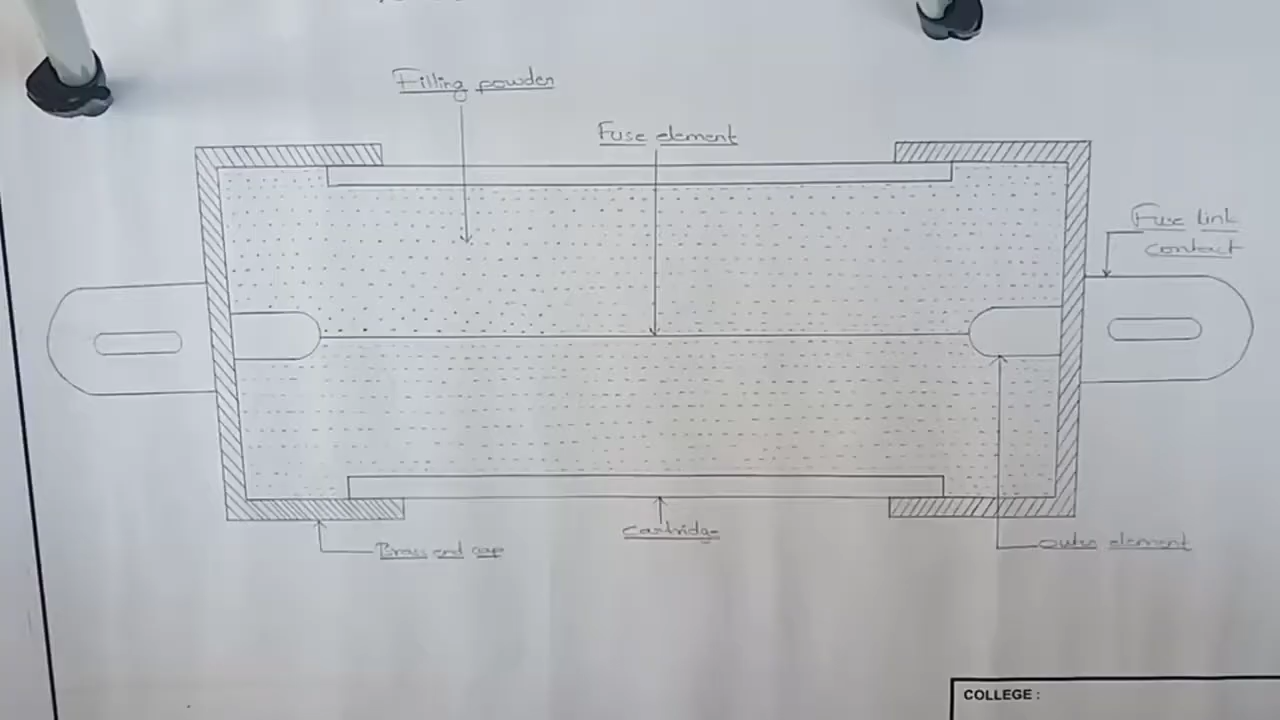 Filling powder
Fuse element
Fuse link
contact
cartridge
Brass end cap
outer element
COLLEGE :